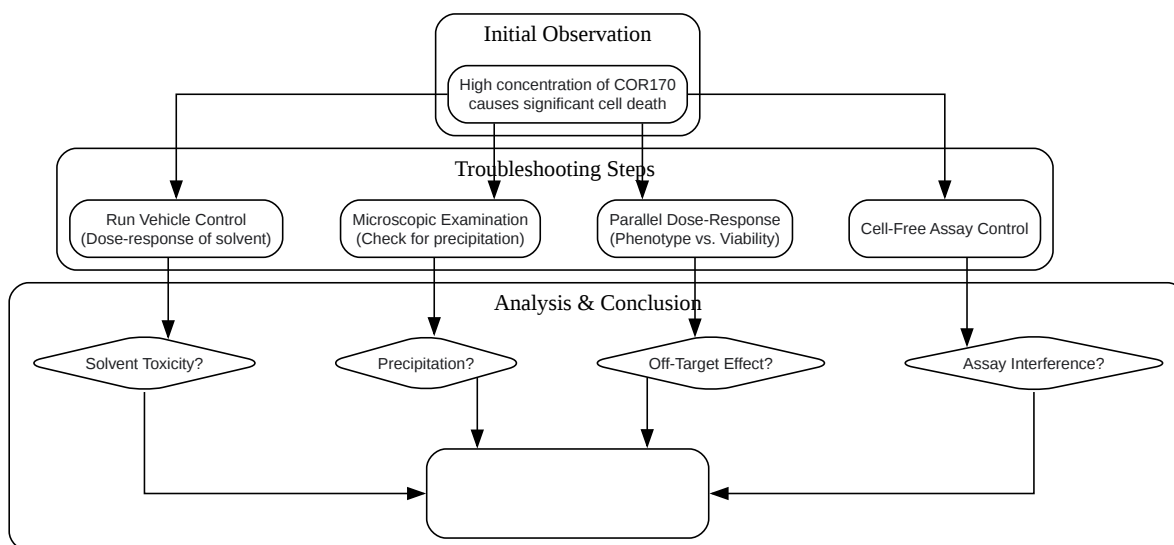 Initial Observation
High concentration of COR170
causes significant cell death
Troubleshooting Steps
Run Vehicle Control
(Dose-response of solvent)
Microscopic Examination
(Check for precipitation)
Parallel Dose-Response
(Phenotype vs. Viability)
Cell-Free Assay Control
Analysis & Conclusion
Solvent Toxicity?
Precipitation?
Off-Target Effect?
Assay Interference?